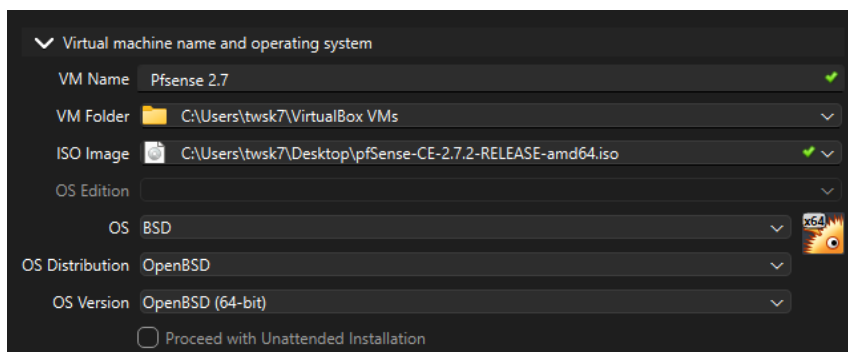 Virtual machine name and operating system
VM Name Pfsense 2.7
VM Folder C:\Users\twsk7\VirtualBox VMs
ISO Image C:\Users\twsk7\Desktop\pfSense-CE-2.7.2-RELEASE-amd64.iso
OS Edition
OS BSD x64
OS Distribution OpenBSD
OS Version OpenBSD (64-bit)
Proceed with Unattended Installation